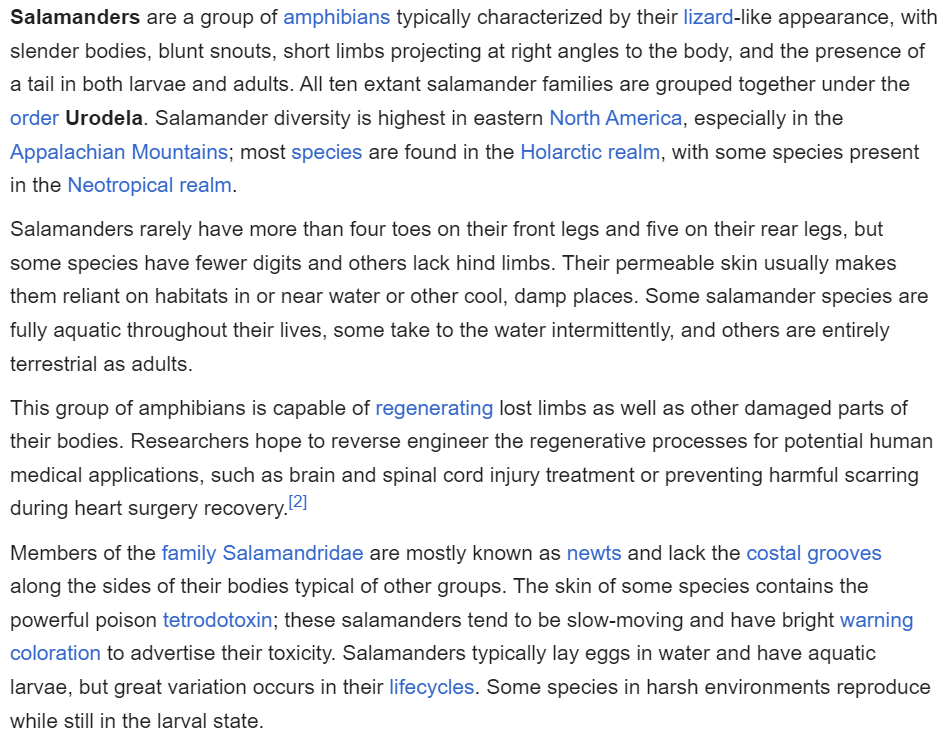 Salamanders are a group of amphibians typically characterized by their lizard-like appearance, with
slender bodies, blunt snouts, short limbs projecting at right angles to the body, and the presence of
a tail in both larvae and adults. All ten extant salamander families are grouped together under the
order Urodela. Salamander diversity is highest in eastern North America, especially in the
Appalachian Mountains; most species are found in the Holarctic realm, with some species present
in the Neotropical realm.
Salamanders rarely have more than four toes on their front legs and five on their rear legs, but
some species have fewer digits and others lack hind limbs. Their permeable skin usually makes
them reliant on habitats in or near water or other cool, damp places. Some salamander species are
fully aquatic throughout their lives, some take to the water intermittently, and others are entirely
terrestrial as adults.
This group of amphibians is capable of regenerating lost limbs as well as other damaged parts of
their bodies. Researchers hope to reverse engineer the regenerative processes for potential human
medical applications, such as brain and spinal cord injury treatment or preventing harmful scarring
during heart surgery recovery.[2]
Members of the family Salamandridae are mostly known as newts and lack the costal grooves
along the sides of their bodies typical of other groups. The skin of some species contains the
powerful poison tetrodotoxin; these salamanders tend to be slow-moving and have bright warning
coloration to advertise their toxicity. Salamanders typically lay eggs in water and have aquatic
larvae, but great variation occurs in their lifecycles. Some species in harsh environments reproduce
while still in the larval state.